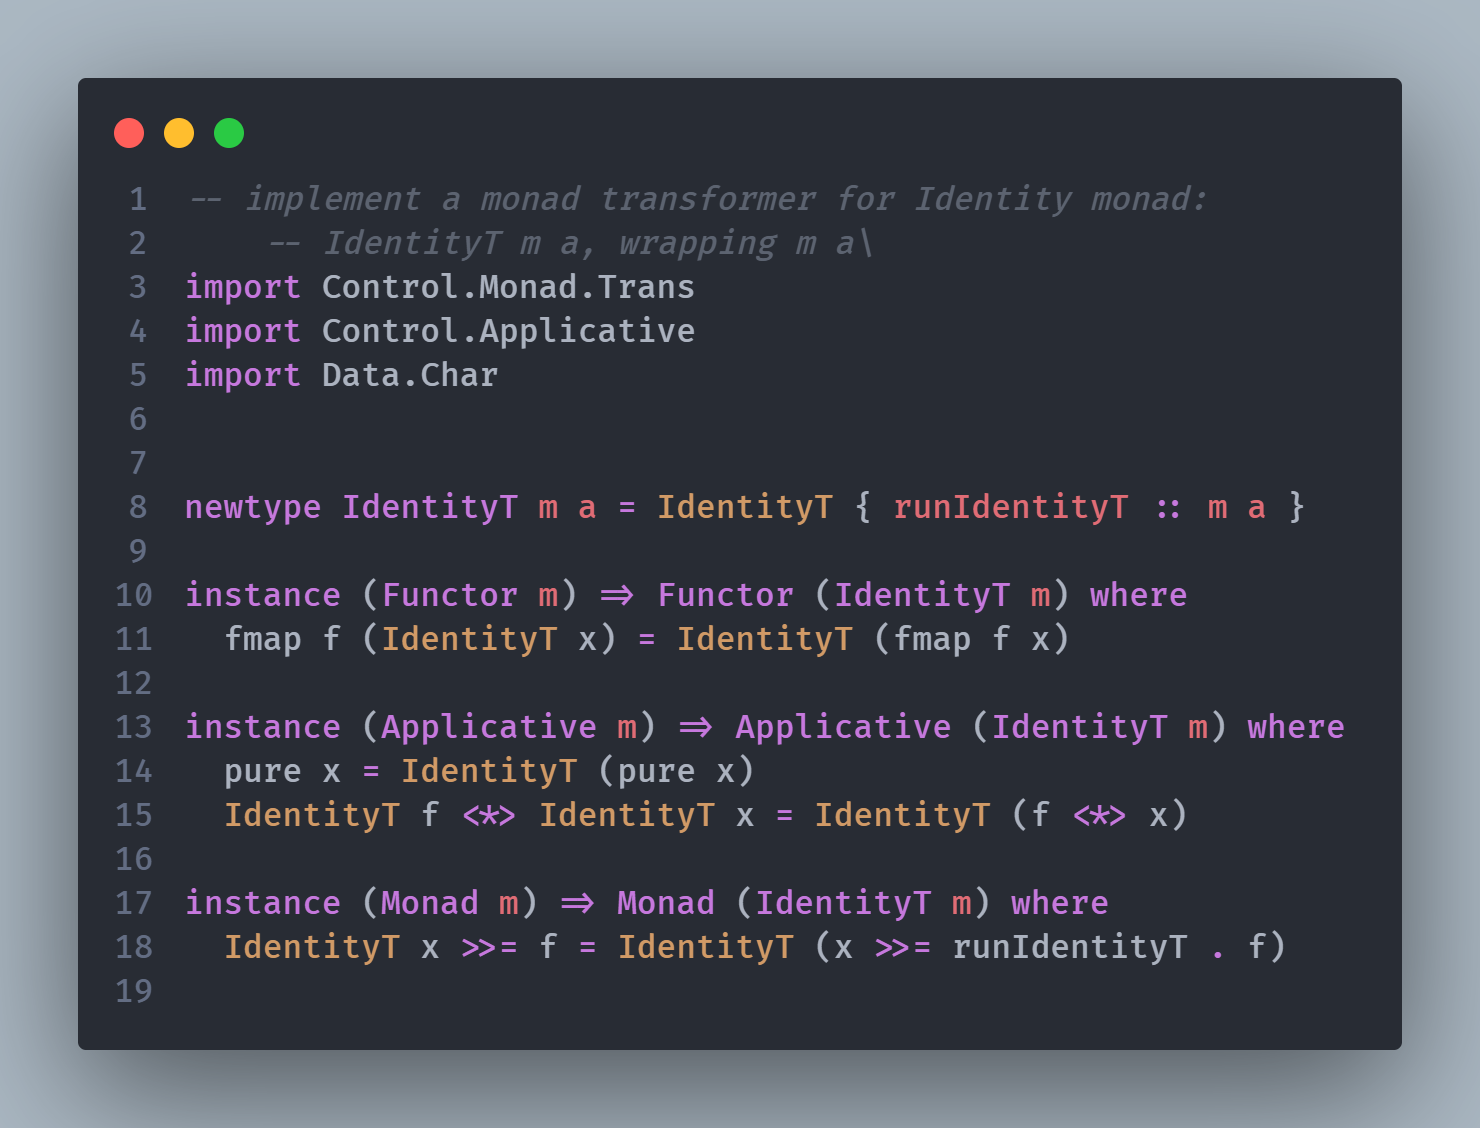 1 -- implement a monad transformer for Identity monad:
2     -- IdentityT m a, wrapping m a\
3 import Control.Monad.Trans
4 import Control.Applicative
5 import Data.Char
6
7
8 newtype IdentityT m a = IdentityT { runIdentityT :: m a }
9
10 instance (Functor m) => Functor (IdentityT m) where
11   fmap f (IdentityT x) = IdentityT (fmap f x)
12
13 instance (Applicative m) => Applicative (IdentityT m) where
14   pure x = IdentityT (pure x)
15   IdentityT f <*> IdentityT x = IdentityT (f <*> x)
16
17 instance (Monad m) => Monad (IdentityT m) where
18   IdentityT x >>= f = IdentityT (x >>= runIdentityT . f)
19